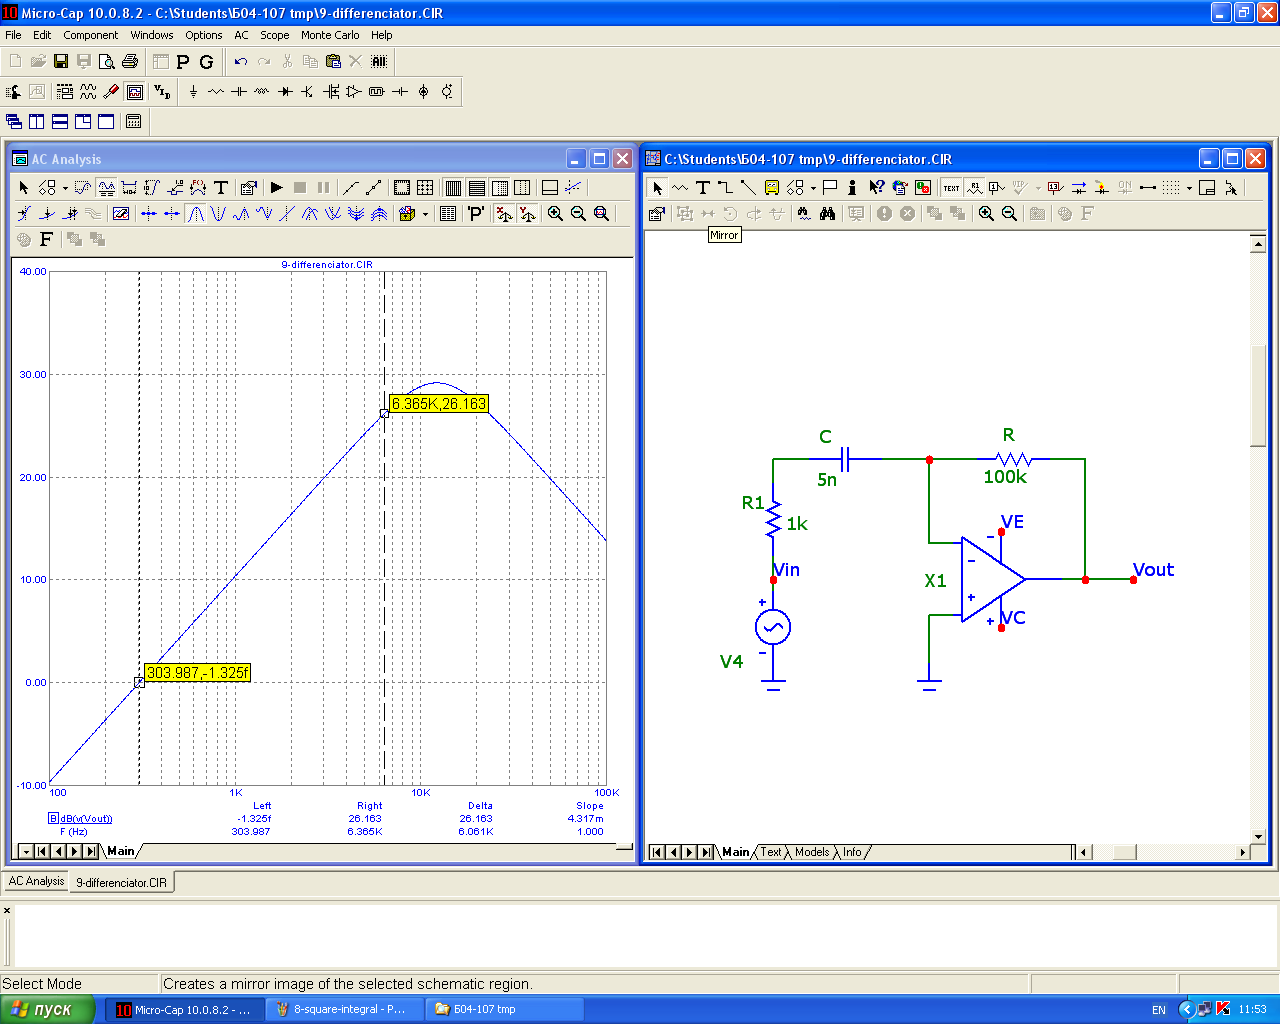 Micro-Cap 10.0.8.2 - C:\Students\Б04-107 tmp\9-differenciator.CIR
File Edit Component Windows Options AC Scope Monte Carlo Help
AC Analysis
9-differenciator.CIR
40.00
30.00
20.00
10.00
0.00
-10.00
6.365K,26.163
303.987,-1.325f
100 1K 10K 100K
Left Right Delta Slope
B dB(v(Vout)) -1.325f 26.163 26.163 4.317m
F (Hz) 303.987 6.365K 6.061K 1.000
Main
C:\Students\Б04-107 tmp\9-differenciator.CIR
Mirror
C
5n
R
100k
R1
1k
Vin
V4
X1
VE
VC
Vout
Main Text Models Info
AC Analysis 9-differenciator.CIR
Select Mode Creates a mirror image of the selected schematic region.
пуск Micro-Cap 10.0.8.2 - ... 8-square-integral - P... Б04-107 tmp EN 11:53